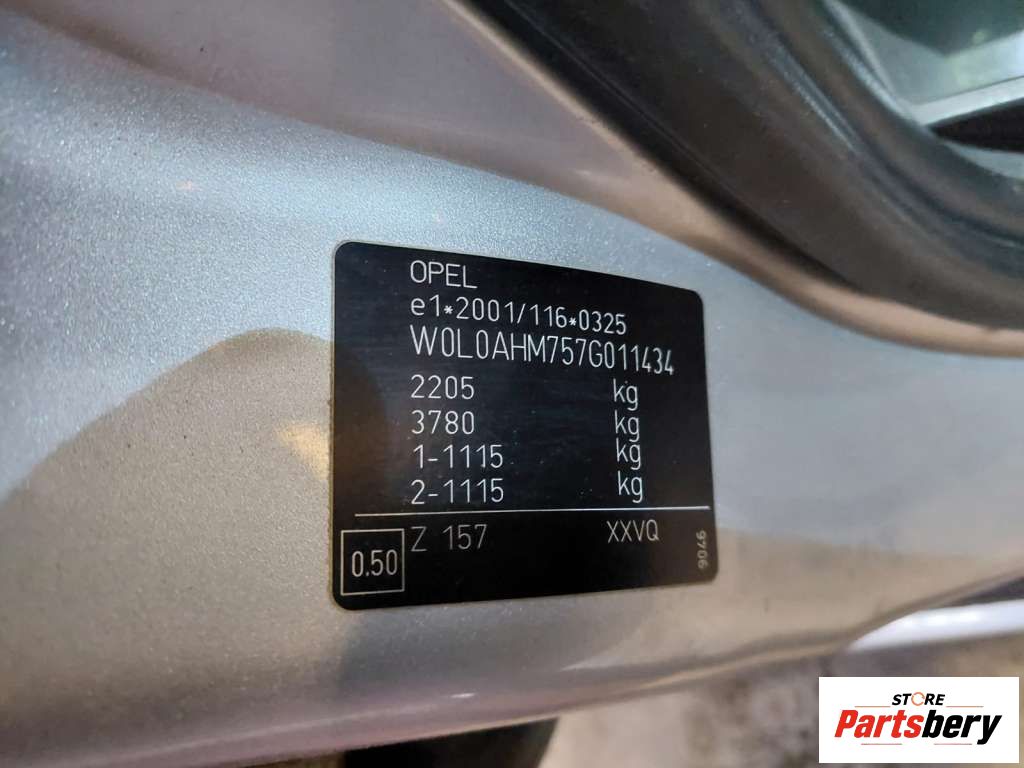 OPEL
e1*2001/116*0325
W0L0AHM757G011434
2205 kg
3780 kg
1-1115 kg
2-1115 kg
0.50 Z 157 XXVQ
9706
STORE
Partsbery